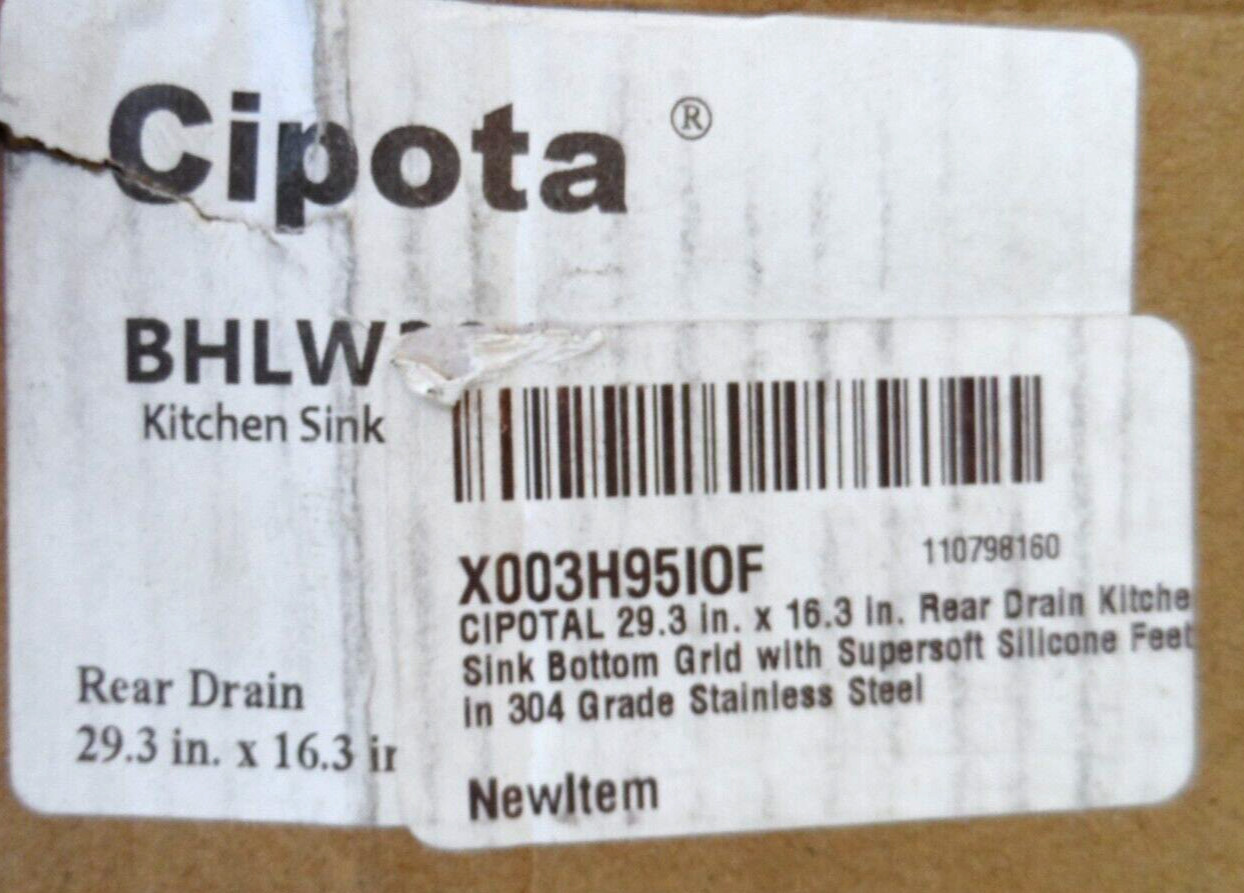 Cipota ®
BHLW
Kitchen Sink
Rear Drain
29.3 in. x 16.3 in
X003H95IOF
110798160
CIPOTAL 29.3 in. x 16.3 in. Rear Drain Kitche
Sink Bottom Grid with Supersoft Silicone Feet
in 304 Grade Stainless Steel
NewItem